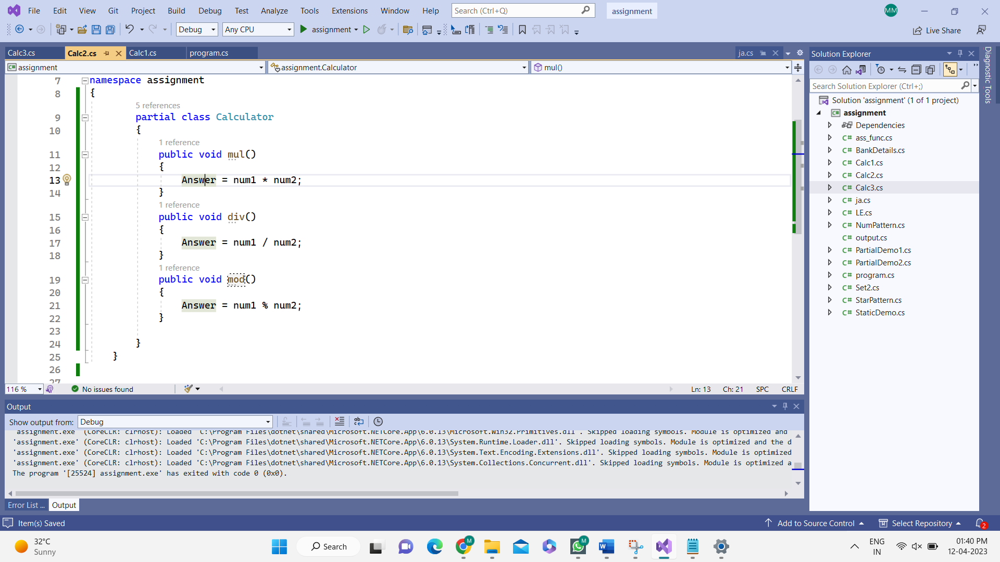 File Edit View Git Project Build Debug Test Analyze Tools Extensions Window Help Search (Ctrl+Q) assignment MM
Debug Any CPU assignment Live Share
Calc3.cs Calc2.cs Calc1.cs program.cs ja.cs
assignment assignment.Calculator mul()
7 namespace assignment
8 {
5 references
9 partial class Calculator
10 {
1 reference
11 public void mul()
12 {
13 Answer = num1 * num2;
14 }
1 reference
15 public void div()
16 {
17 Answer = num1 / num2;
18 }
1 reference
19 public void mod()
20 {
21 Answer = num1 % num2;
22 }
23
24 }
25 }
26
27
116 % No issues found Ln: 13 Ch: 21 SPC CRLF
Output
Show output from: Debug
'assignment.exe' (CoreCLR: clrhost): Loaded 'C:\Program Files\dotnet\shared\Microsoft.NETCore.App\6.0.13\Microsoft.Win32.Primitives.dll'. Skipped loading symbols. Module is optimized and
'assignment.exe' (CoreCLR: clrhost): Loaded 'C:\Program Files\dotnet\shared\Microsoft.NETCore.App\6.0.13\System.Runtime.Loader.dll'. Skipped loading symbols. Module is optimized and the d
'assignment.exe' (CoreCLR: clrhost): Loaded 'C:\Program Files\dotnet\shared\Microsoft.NETCore.App\6.0.13\System.Text.Encoding.Extensions.dll'. Skipped loading symbols. Module is optimized
'assignment.exe' (CoreCLR: clrhost): Loaded 'C:\Program Files\dotnet\shared\Microsoft.NETCore.App\6.0.13\System.Collections.Concurrent.dll'. Skipped loading symbols. Module is optimized a
The program '[25524] assignment.exe' has exited with code 0 (0x0).
Error List ... Output
Solution Explorer
Search Solution Explorer (Ctrl+;)
Solution 'assignment' (1 of 1 project)
C# assignment
Dependencies
C# ass_func.cs
C# BankDetails.cs
C# Calc1.cs
C# Calc2.cs
C# Calc3.cs
C# ja.cs
C# LE.cs
C# NumPattern.cs
C# output.cs
C# PartialDemo1.cs
C# PartialDemo2.cs
C# program.cs
C# Set2.cs
C# StarPattern.cs
C# StaticDemo.cs
Diagnostic Tools
Item(s) Saved Add to Source Control Select Repository 2
32°C
Sunny
Search
M
M
ENG
IN
01:40 PM
12-04-2023